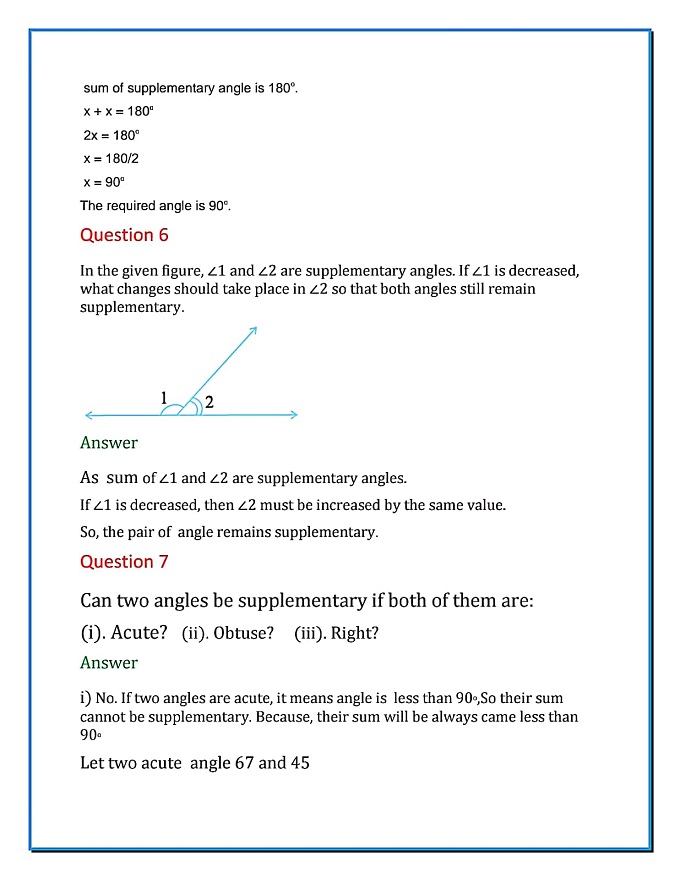 sum of supplementary angle is 180°.
x + x = 180°
2x = 180°
x = 180/2
x = 90°
The required angle is 90°.
Question 6
In the given figure, ∠1 and ∠2 are supplementary angles. If ∠1 is decreased,
what changes should take place in ∠2 so that both angles still remain
supplementary.
1 2
Answer
As sum of ∠1 and ∠2 are supplementary angles.
If ∠1 is decreased, then ∠2 must be increased by the same value.
So, the pair of angle remains supplementary.
Question 7
Can two angles be supplementary if both of them are:
(i). Acute? (ii). Obtuse? (iii). Right?
Answer
i) No. If two angles are acute, it means angle is less than 90°,So their sum
cannot be supplementary. Because, their sum will be always came less than
90°
Let two acute angle 67 and 45